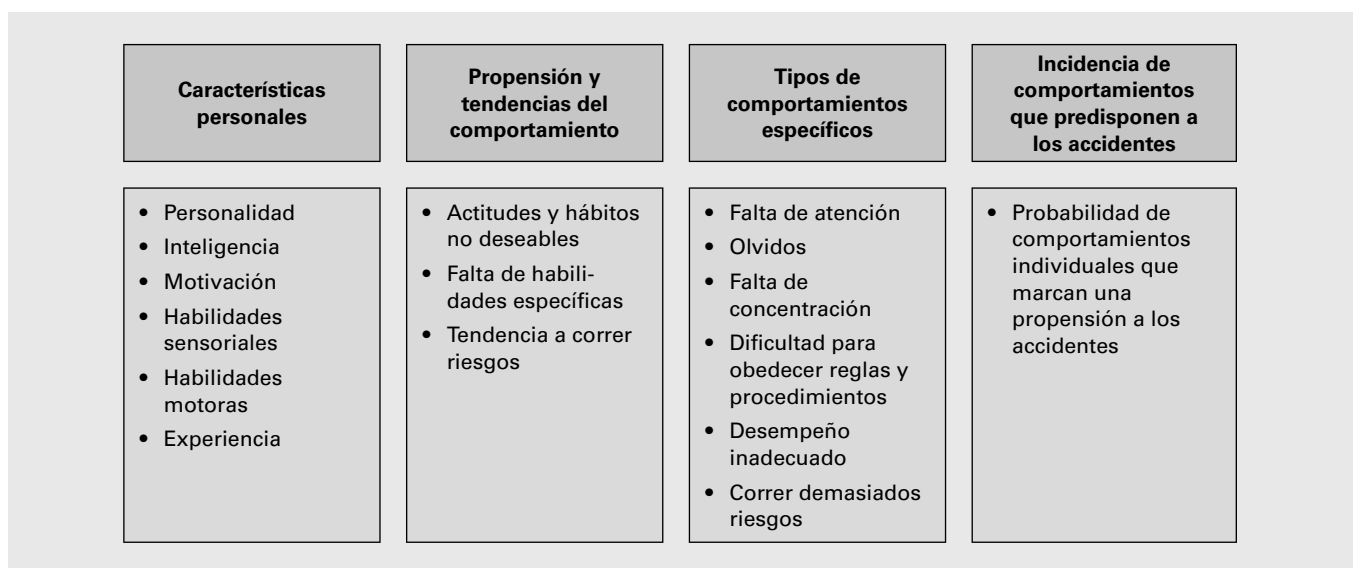 Características
personales
Propensión y
tendencias del
comportamiento
Tipos de
comportamientos
específicos
Incidencia de
comportamientos
que predisponen a
los accidentes
• Personalidad
• Inteligencia
• Motivación
• Habilidades
sensoriales
• Habilidades
motoras
• Experiencia
• Actitudes y hábitos
no deseables
• Falta de habili-
dades específicas
• Tendencia a correr
riesgos
• Falta de atención
• Olvidos
• Falta de
concentración
• Dificultad para
obedecer reglas y
procedimientos
• Desempeño
inadecuado
• Correr demasiados
riesgos
• Probabilidad de
comportamientos
individuales que
marcan una
propensión a los
accidentes